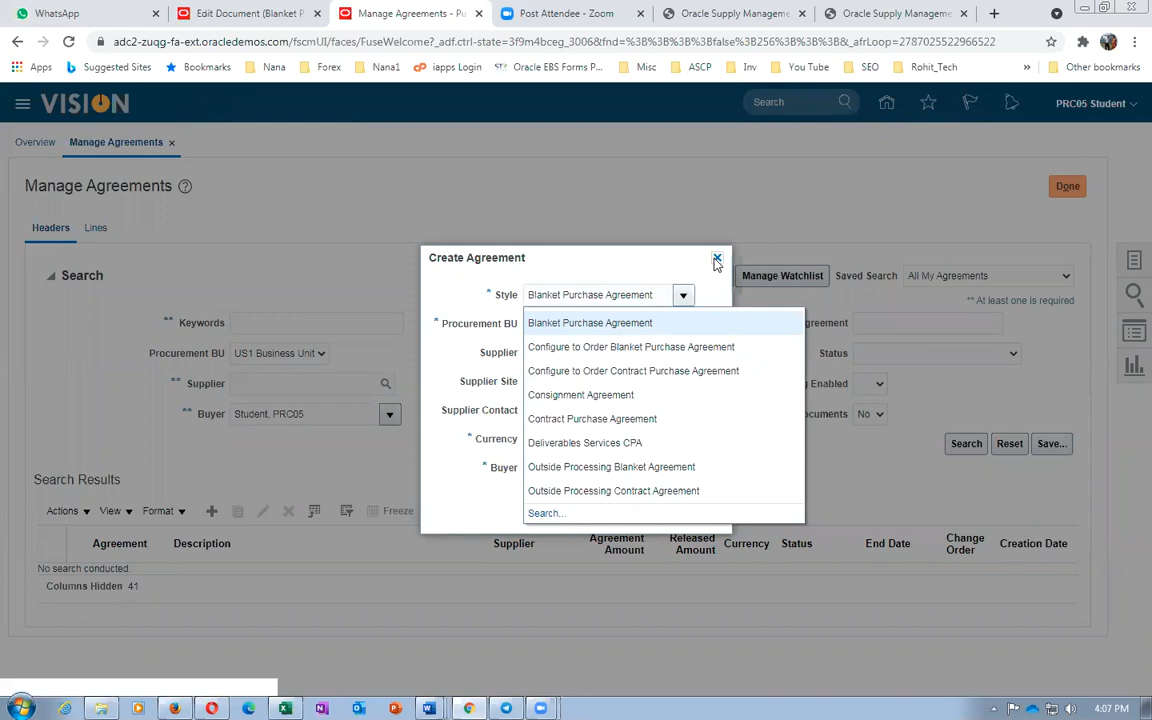 WhatsApp
Edit Document (Blanket P
Manage Agreements - Pu
Post Attendee - Zoom
Oracle Supply Manageme
Oracle Supply Manageme
adc2-zuqg-fa-ext.oracledemos.com/fscmUI/faces/FuseWelcome?_adf.ctrl-state=3f9m4bceg_3006&fnd=%3B%3B%3B%3Bfalse%3B256%3B%3B%3B&_afrLoop=2787025522966522
Apps
Suggested Sites
Bookmarks
Nana
Forex
Nana1
iapps Login
Oracle EBS Forms P...
Misc
ASCP
Inv
You Tube
SEO
Rohit_Tech
»
Other bookmarks
VISION
Search
PRC05 Student
Overview
Manage Agreements
Manage Agreements
Done
Headers
Lines
Search
Manage Watchlist
Saved Search
All My Agreements
** At least one is required
** Keywords
Procurement BU
US1 Business Unit
** Supplier
** Buyer
Student, PRC05
greement
Status
ng Enabled
ocuments
No
Search
Reset
Save...
Create Agreement
* Style
Blanket Purchase Agreement
* Procurement BU
Supplier
Supplier Site
Supplier Contact
* Currency
* Buyer
Blanket Purchase Agreement
Configure to Order Blanket Purchase Agreement
Configure to Order Contract Purchase Agreement
Consignment Agreement
Contract Purchase Agreement
Deliverables Services CPA
Outside Processing Blanket Agreement
Outside Processing Contract Agreement
Search...
Search Results
Actions
View
Format
Freeze
Agreement
Description
Supplier
Agreement Amount
Released Amount
Currency
Status
End Date
Change Order
Creation Date
No search conducted.
Columns Hidden 41
4:07 PM